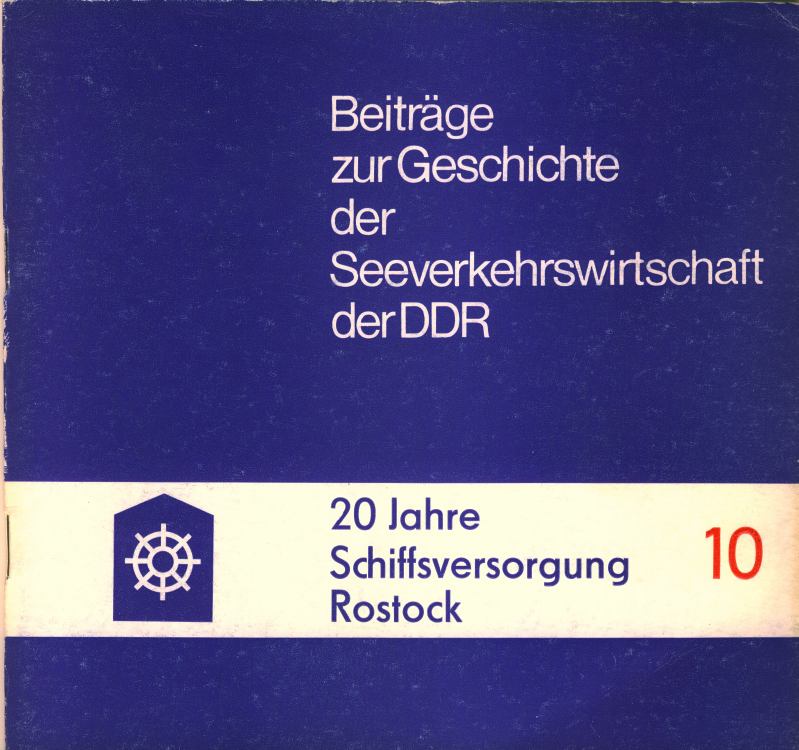 Beiträge
zur Geschichte
der
Seeverkehrswirtschaft
der DDR
20 Jahre
Schiffsversorgung
Rostock
10